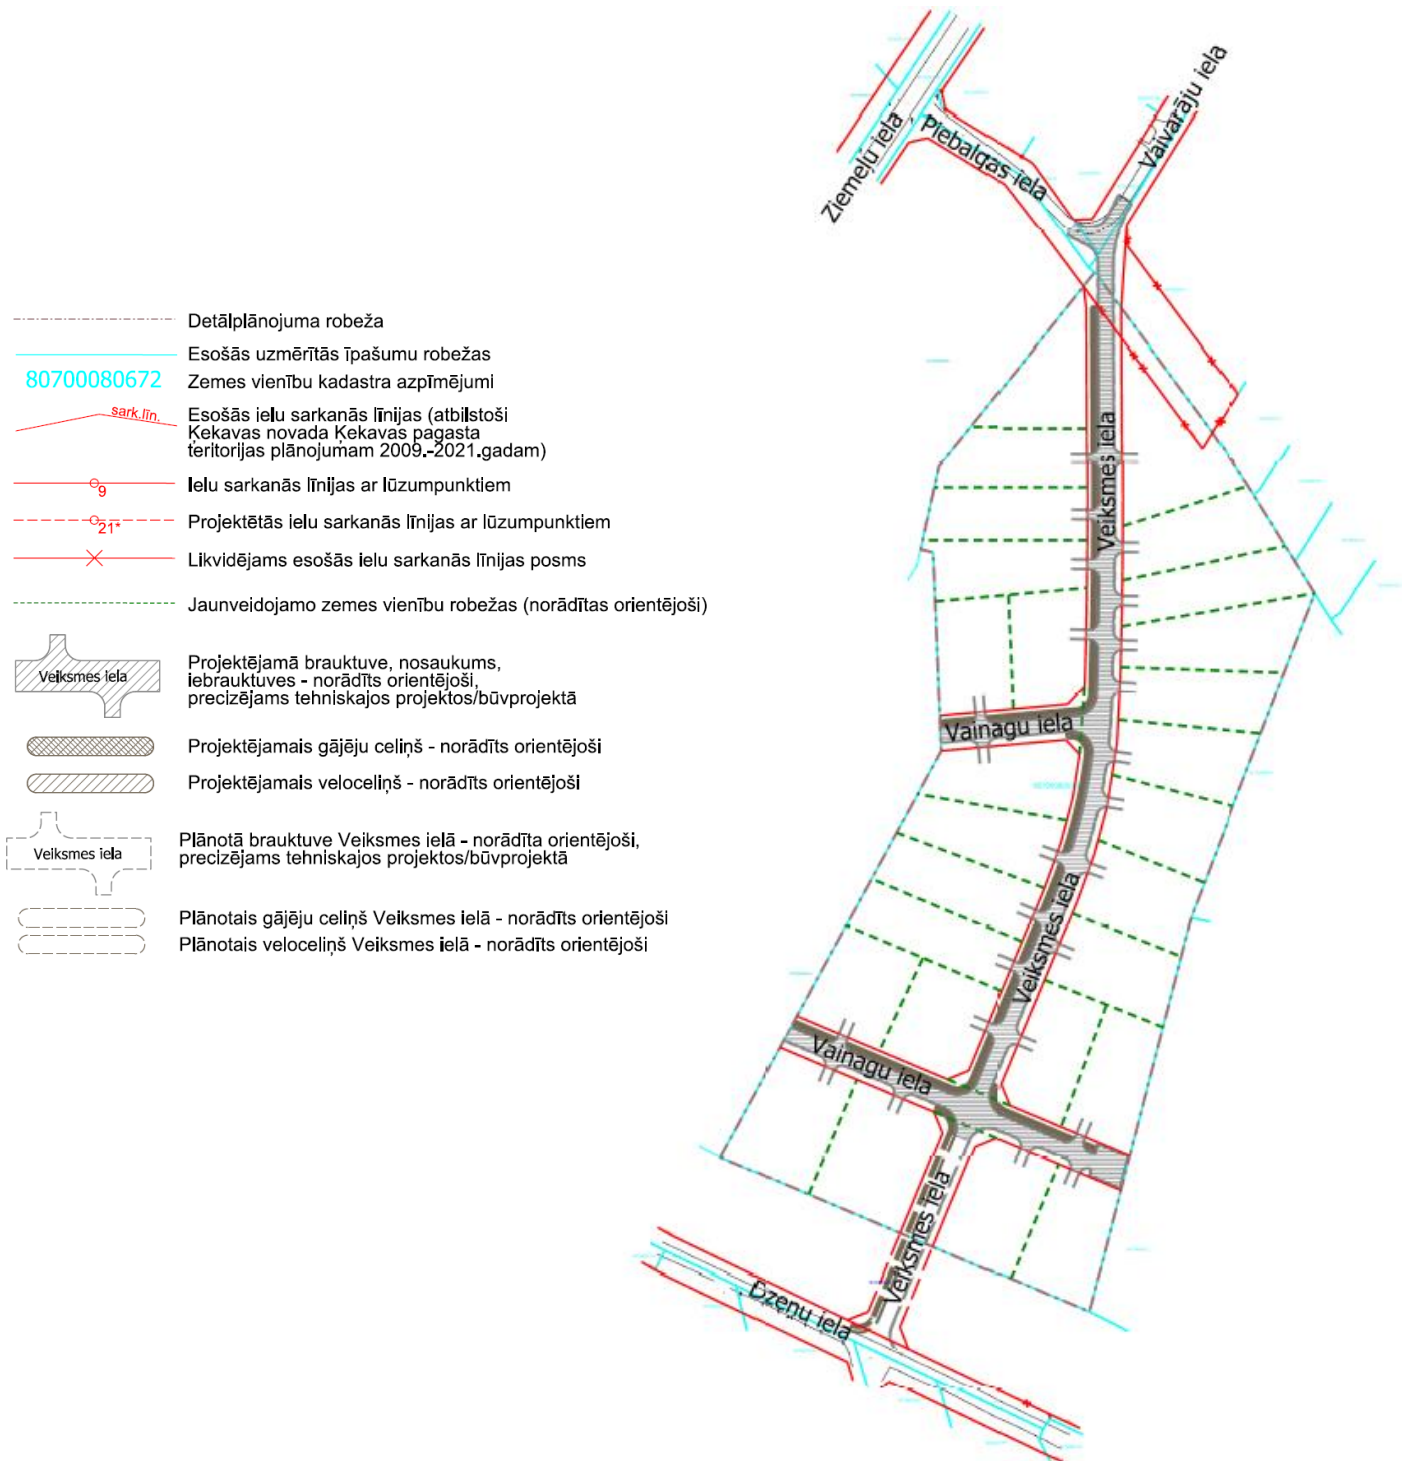 Detālplānojuma robeža
Esošās uzmērītās īpašumu robežas
80700080672
Zemes vienību kadastra apzīmējumi
sark.līn.
Esošās ielu sarkanās līnijas (atbilstoši
Ķekavas novada Ķekavas pagasta
teritorijas plānojumam 2009.-2021.gadam)
9
Ielu sarkanās līnijas ar lūzumpunktiem
21*
Projektētās ielu sarkanās līnijas ar lūzumpunktiem
Likvidējams esošās ielu sarkanās līnijas posms
Jaunveidojamo zemes vienību robežas (norādītas orientējoši)
Veiksmes iela
Projektējamā brauktuve, nosaukums,
iebrauktuves - norādīts orientējoši,
precizējams tehniskajos projektos/būvprojektā
Projektējamais gājēju celiņš - norādīts orientējoši
Projektējamais veloceliņš - norādīts orientējoši
Veiksmes iela
Plānotā brauktuve Veiksmes ielā - norādīta orientējoši,
precizējams tehniskajos projektos/būvprojektā
Plānotais gājēju celiņš Veiksmes ielā - norādīts orientējoši
Plānotais veloceliņš Veiksmes ielā - norādīts orientējoši
Ziemeļu iela
Piebalgas iela
Vaivarāju iela
Veiksmes iela
Vainagu iela
Veiksmes iela
Vainagu iela
Veiksmes iela
Dzeņu iela